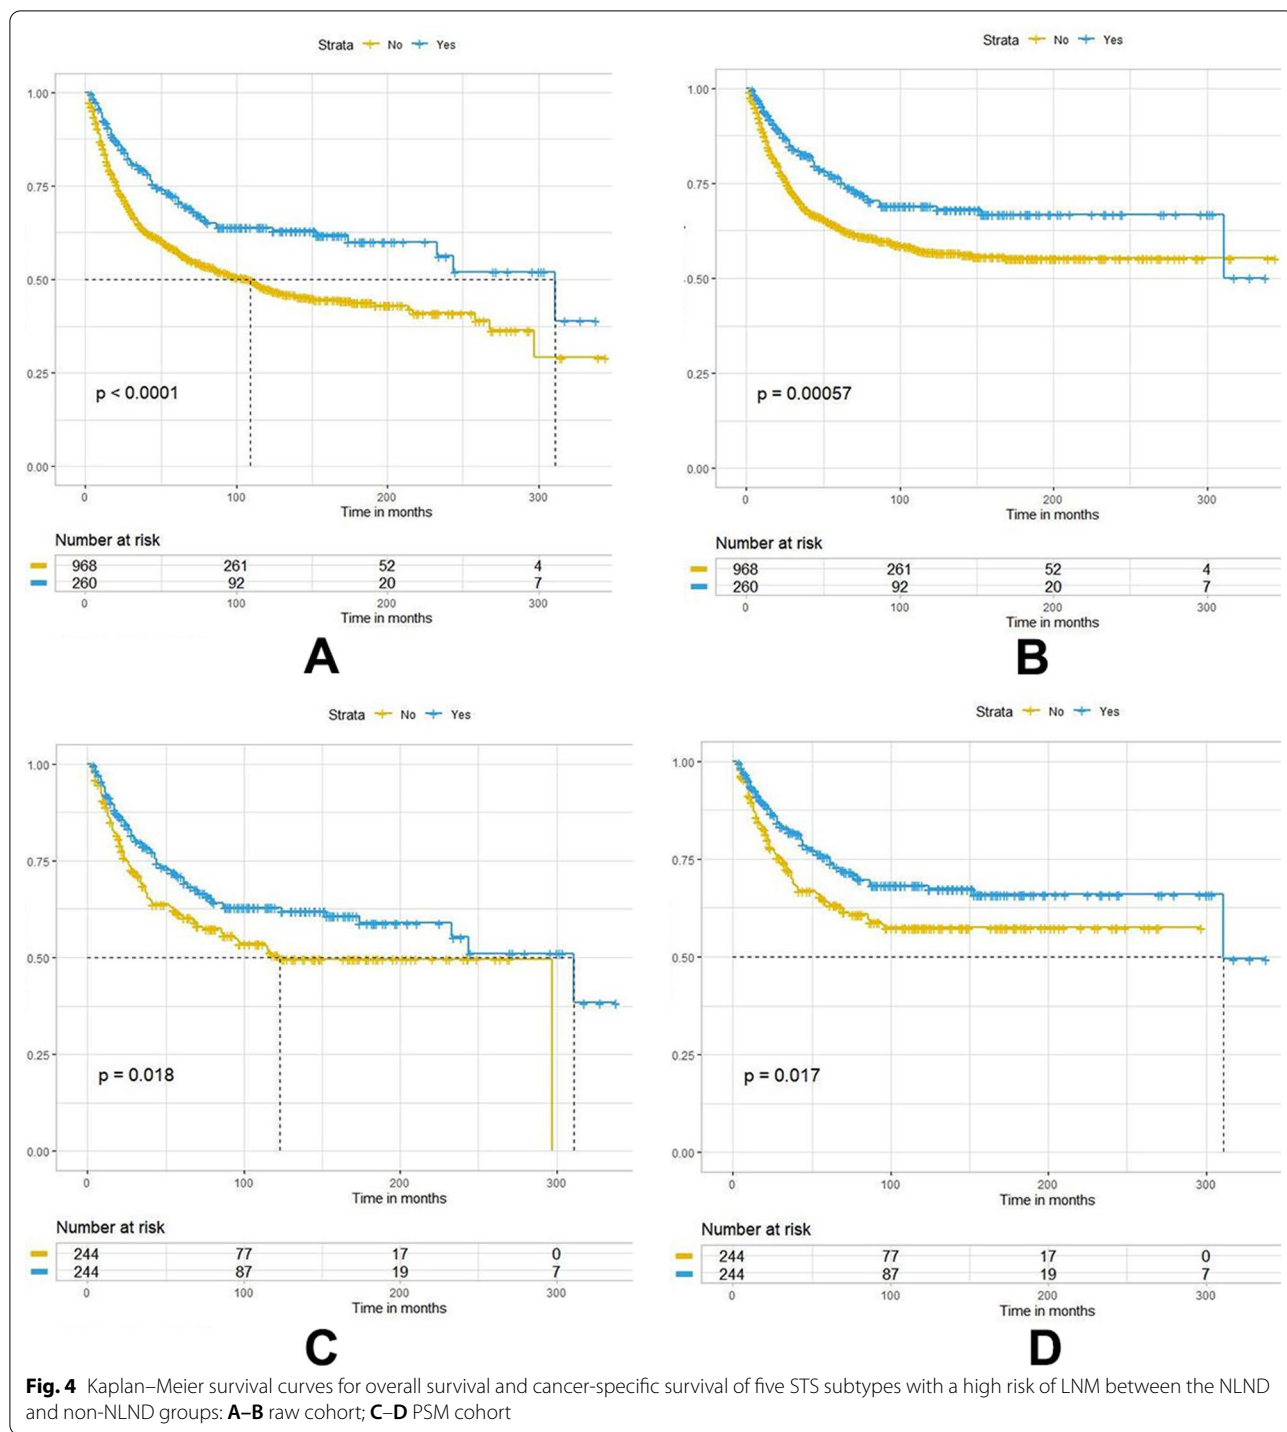 Strata No Yes
1.00
0.75
0.50
0.25
0.00
p < 0.0001
0 100 200 300
Time in months
Number at risk
968 261 52 4
260 92 20 7
0 100 200 300
Time in months
A
Strata No Yes
1.00
0.75
0.50
0.25
0.00
p = 0.00057
0 100 200 300
Time in months
Number at risk
968 261 52 4
260 92 20 7
0 100 200 300
Time in months
B
Strata No Yes
1.00
0.75
0.50
0.25
0.00
p = 0.018
0 100 200 300
Time in months
Number at risk
244 77 17 0
244 87 19 7
0 100 200 300
Time in months
C
Strata No Yes
1.00
0.75
0.50
0.25
0.00
p = 0.017
0 100 200 300
Time in months
Number at risk
244 77 17 0
244 87 19 7
0 100 200 300
Time in months
D
Fig. 4 Kaplan–Meier survival curves for overall survival and cancer-specific survival of five STS subtypes with a high risk of LNM between the NLND
and non-NLND groups: A–B raw cohort; C–D PSM cohort